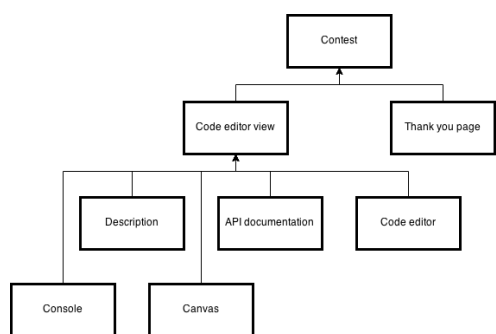 Contest
Code editor view
Thank you page
Description
API documentation
Code editor
Console
Canvas